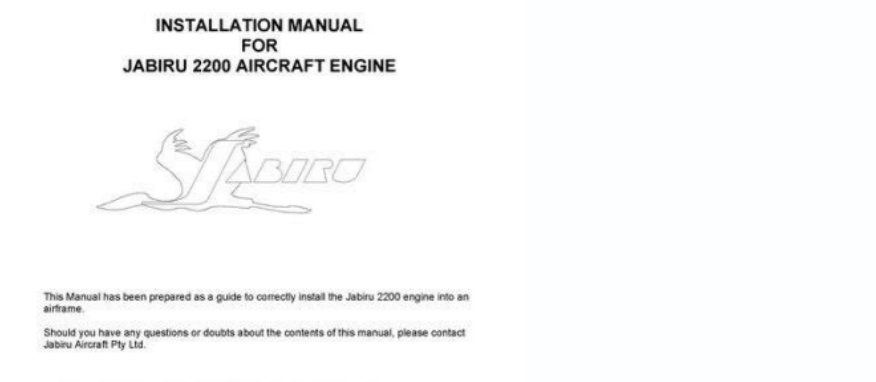 INSTALLATION MANUAL
FOR
JABIRU 2200 AIRCRAFT ENGINE
JABIRU
This Manual has been prepared as a guide to correctly install the Jabiru 2200 engine into an
airframe.
Should you have any questions or doubts about the contents of this manual, please contact
Jabiru Aircraft Pty Ltd.